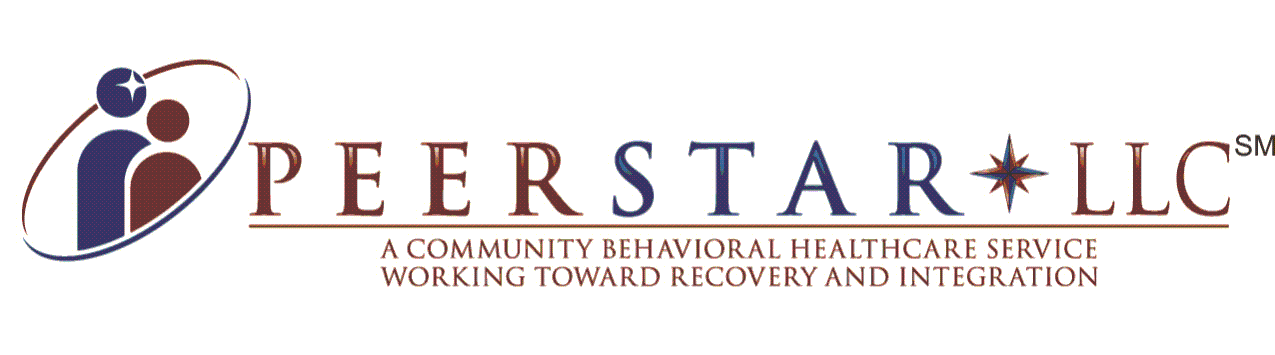 PEERSTAR LLC SM
A COMMUNITY BEHAVIORAL HEALTHCARE SERVICE
WORKING TOWARD RECOVERY AND INTEGRATION